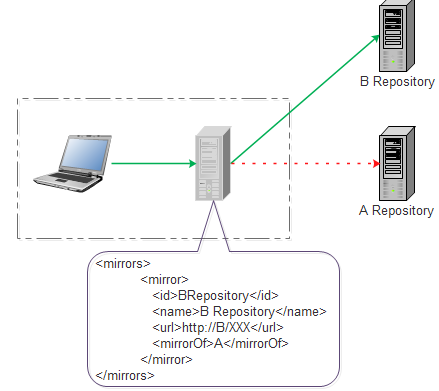 B Repository
A Repository
<mirrors>
<mirror>
<id>BRepository</id>
<name>B Repository</name>
<url>http://B/XXX</url>
<mirrorOf>A</mirrorOf>
</mirror>
</mirrors>